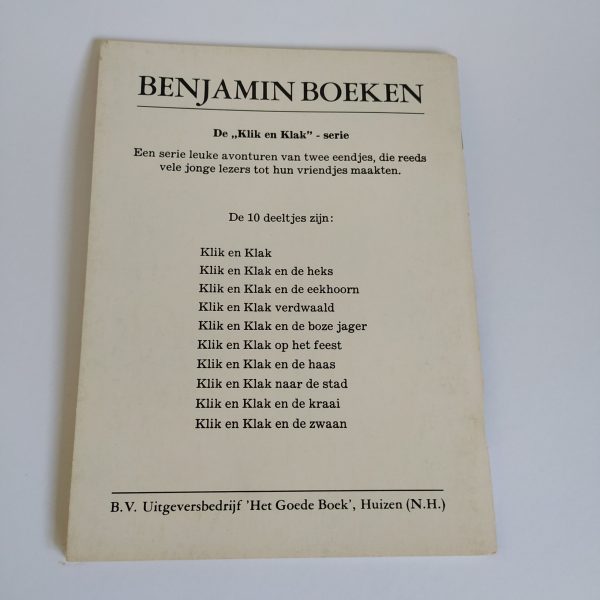 BENJAMIN BOEKEN
De „Klik en Klak” - serie
Een serie leuke avonturen van twee eendjes, die reeds
vele jonge lezers tot hun vriendjes maakten.
De 10 deeltjes zijn:
Klik en Klak
Klik en Klak en de heks
Klik en Klak en de eekhoorn
Klik en Klak verdwaald
Klik en Klak en de boze jager
Klik en Klak op het feest
Klik en Klak en de haas
Klik en Klak naar de stad
Klik en Klak en de kraai
Klik en Klak en de zwaan
B.V. Uitgeversbedrijf 'Het Goede Boek', Huizen (N.H.)